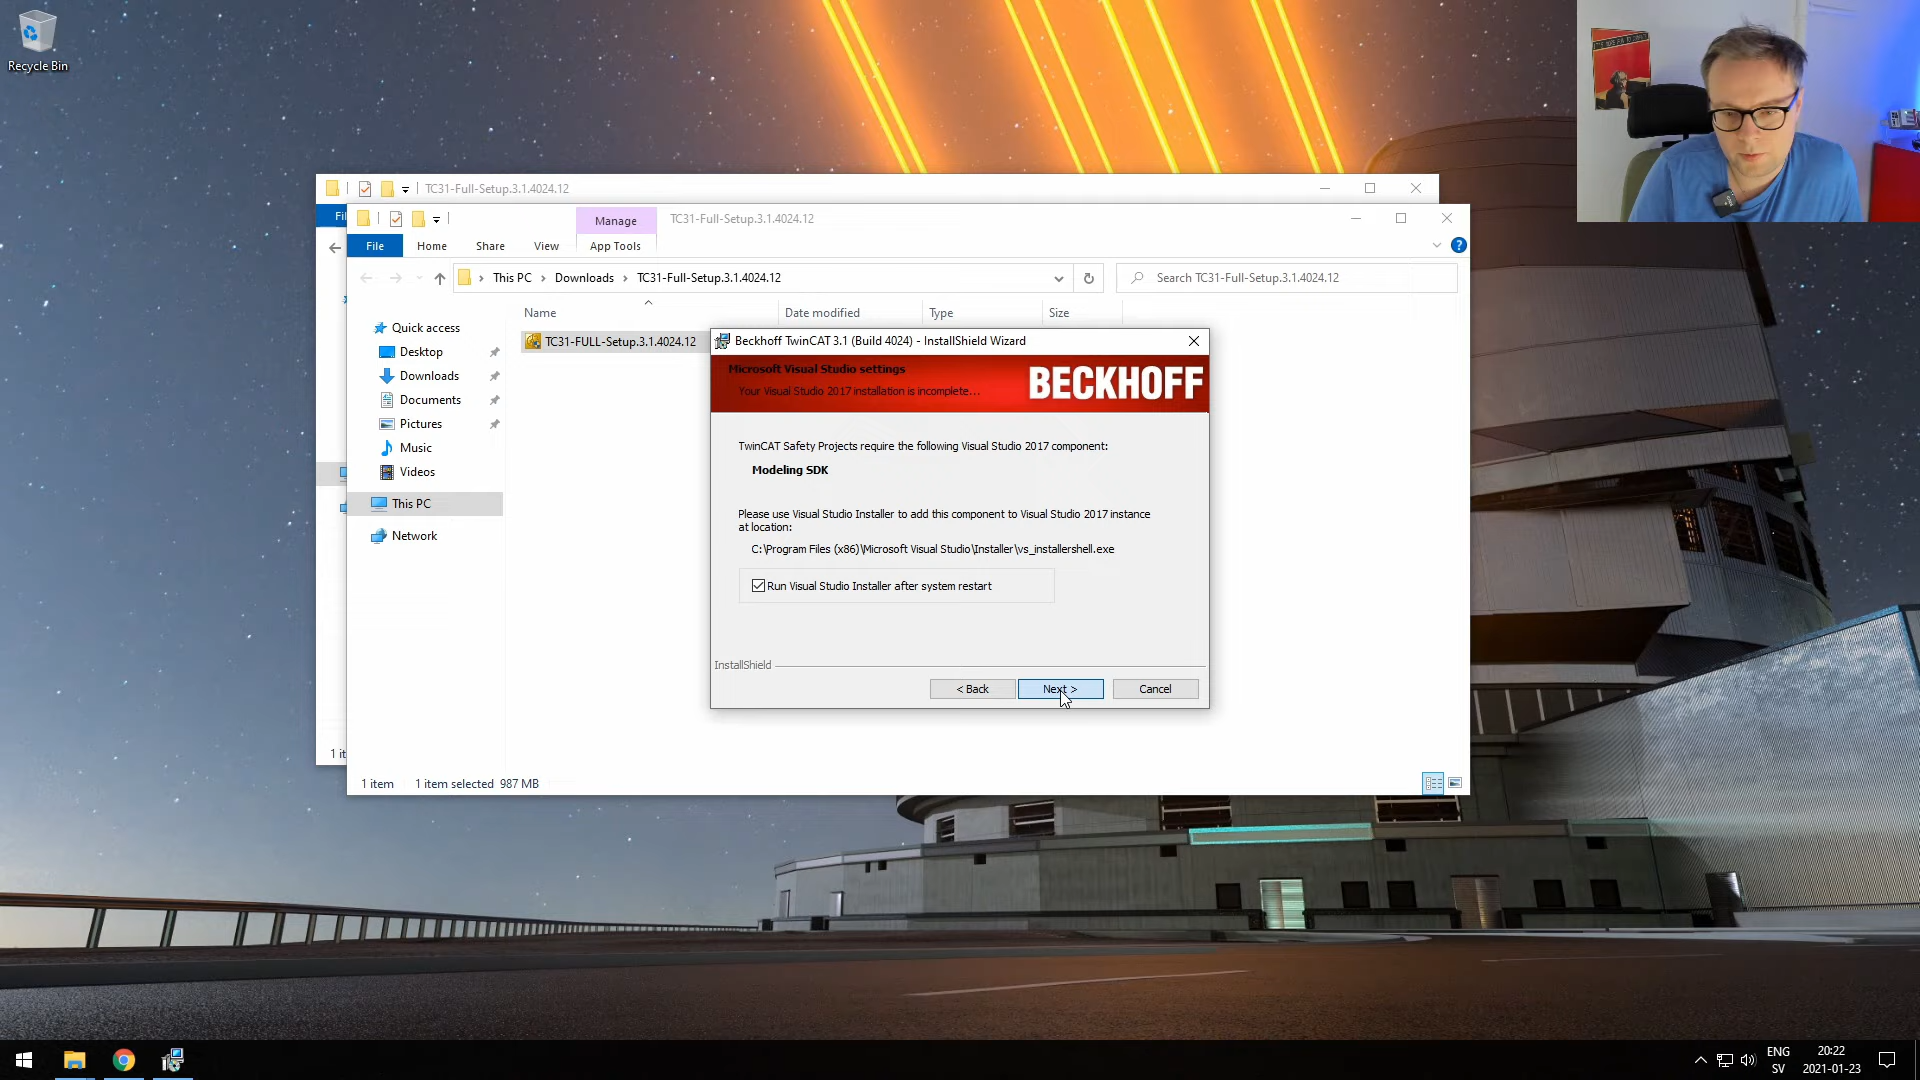 Recycle Bin
TC31-Full-Setup.3.1.4024.12
Manage
TC31-Full-Setup.3.1.4024.12
File
Home
Share
View
App Tools
This PC
Downloads
TC31-Full-Setup.3.1.4024.12
Search TC31-Full-Setup.3.1.4024.12
Name
Date modified
Type
Size
Quick access
Desktop
Downloads
Documents
Pictures
Music
Videos
This PC
Network
TC31-FULL-Setup.3.1.4024.12
Beckhoff TwinCAT 3.1 (Build 4024) - InstallShield Wizard
Microsoft Visual Studio settings
Your Visual Studio 2017 installation is incomplete...
BECKHOFF
TwinCAT Safety Projects require the following Visual Studio 2017 component:
Modeling SDK
Please use Visual Studio Installer to add this component to Visual Studio 2017 instance
at location:
C:\Program Files (x86)\Microsoft Visual Studio\Installer\vs_installershell.exe
Run Visual Studio Installer after system restart
InstallShield
< Back
Next >
Cancel
1 item
1 item selected 987 MB
ENG
SV
20:22
2021-01-23